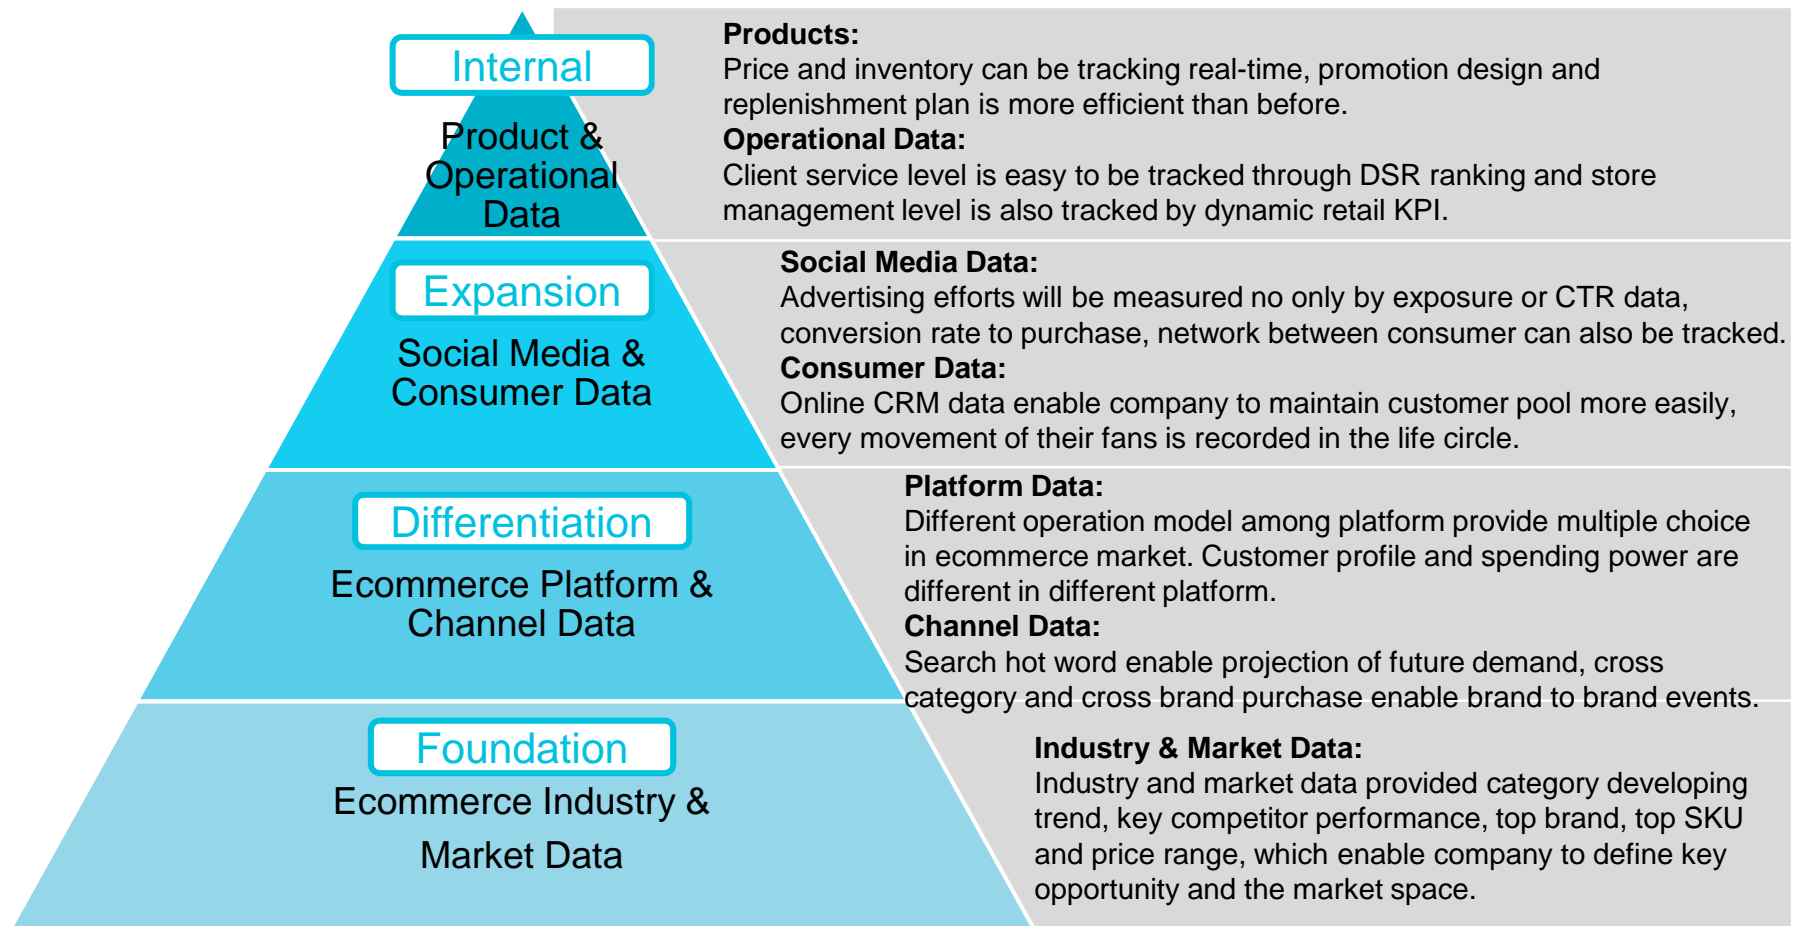 Internal
Product &
Operational
Data
Products:
Price and inventory can be tracking real-time, promotion design and
replenishment plan is more efficient than before.
Operational Data:
Client service level is easy to be tracked through DSR ranking and store
management level is also tracked by dynamic retail KPI.
Expansion
Social Media &
Consumer Data
Social Media Data:
Advertising efforts will be measured no only by exposure or CTR data,
conversion rate to purchase, network between consumer can also be tracked.
Consumer Data:
Online CRM data enable company to maintain customer pool more easily,
every movement of their fans is recorded in the life circle.
Differentiation
Ecommerce Platform &
Channel Data
Platform Data:
Different operation model among platform provide multiple choice
in ecommerce market. Customer profile and spending power are
different in different platform.
Channel Data:
Search hot word enable projection of future demand, cross
category and cross brand purchase enable brand to brand events.
Foundation
Ecommerce Industry &
Market Data
Industry & Market Data:
Industry and market data provided category developing
trend, key competitor performance, top brand, top SKU
and price range, which enable company to define key
opportunity and the market space.